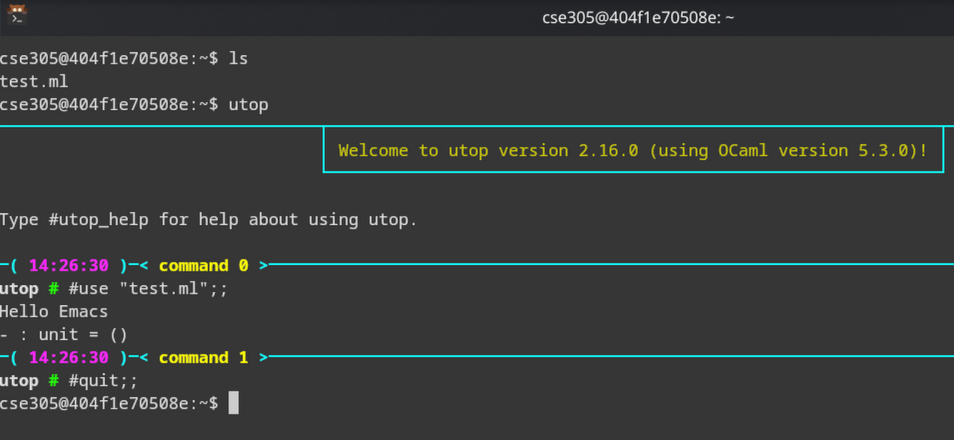 cse305@404f1e70508e: ~
cse305@404f1e70508e:~$ ls
test.ml
cse305@404f1e70508e:~$ utop
Welcome to utop version 2.16.0 (using OCaml version 5.3.0)!
Type #utop_help for help about using utop.
─( 14:26:30 )─< command 0 >─
utop # #use "test.ml";;
Hello Emacs
- : unit = ()
─( 14:26:30 )─< command 1 >─
utop # #quit;;
cse305@404f1e70508e:~$